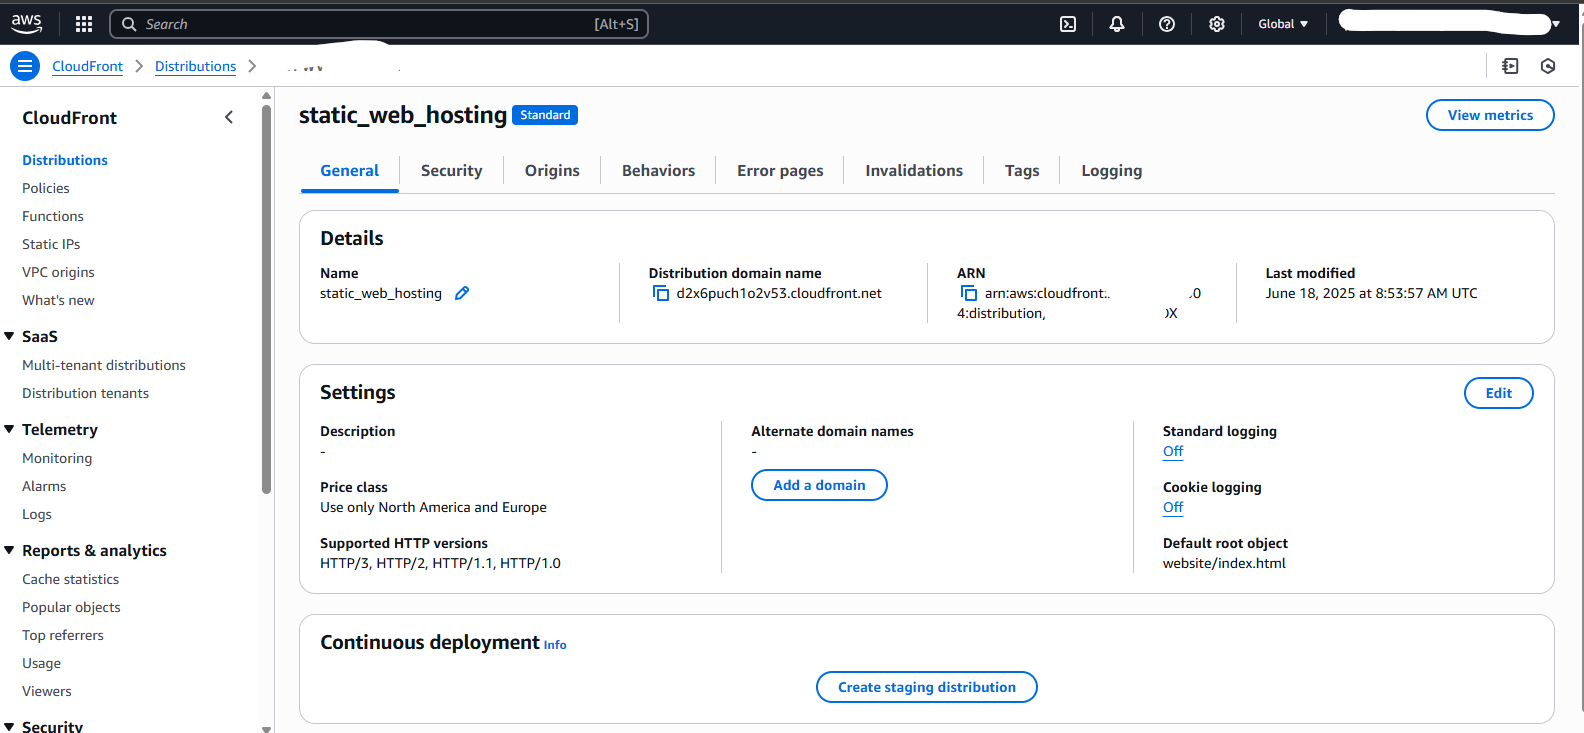 aws
Search
[Alt+S]
Global
CloudFront
Distributions
CloudFront
Distributions
Policies
Functions
Static IPs
VPC origins
What's new
SaaS
Multi-tenant distributions
Distribution tenants
Telemetry
Monitoring
Alarms
Logs
Reports & analytics
Cache statistics
Popular objects
Top referrers
Usage
Viewers
Security
static_web_hosting
Standard
View metrics
General
Security
Origins
Behaviors
Error pages
Invalidations
Tags
Logging
Details
Name
static_web_hosting
Distribution domain name
d2x6puch1o2v53.cloudfront.net
ARN
arn:aws:cloudfront:
4:distribution
Last modified
June 18, 2025 at 8:53:57 AM UTC
Settings
Edit
Description
-
Price class
Use only North America and Europe
Supported HTTP versions
HTTP/3, HTTP/2, HTTP/1.1, HTTP/1.0
Alternate domain names
-
Add a domain
Standard logging
Off
Cookie logging
Off
Default root object
website/index.html
Continuous deployment Info
Create staging distribution